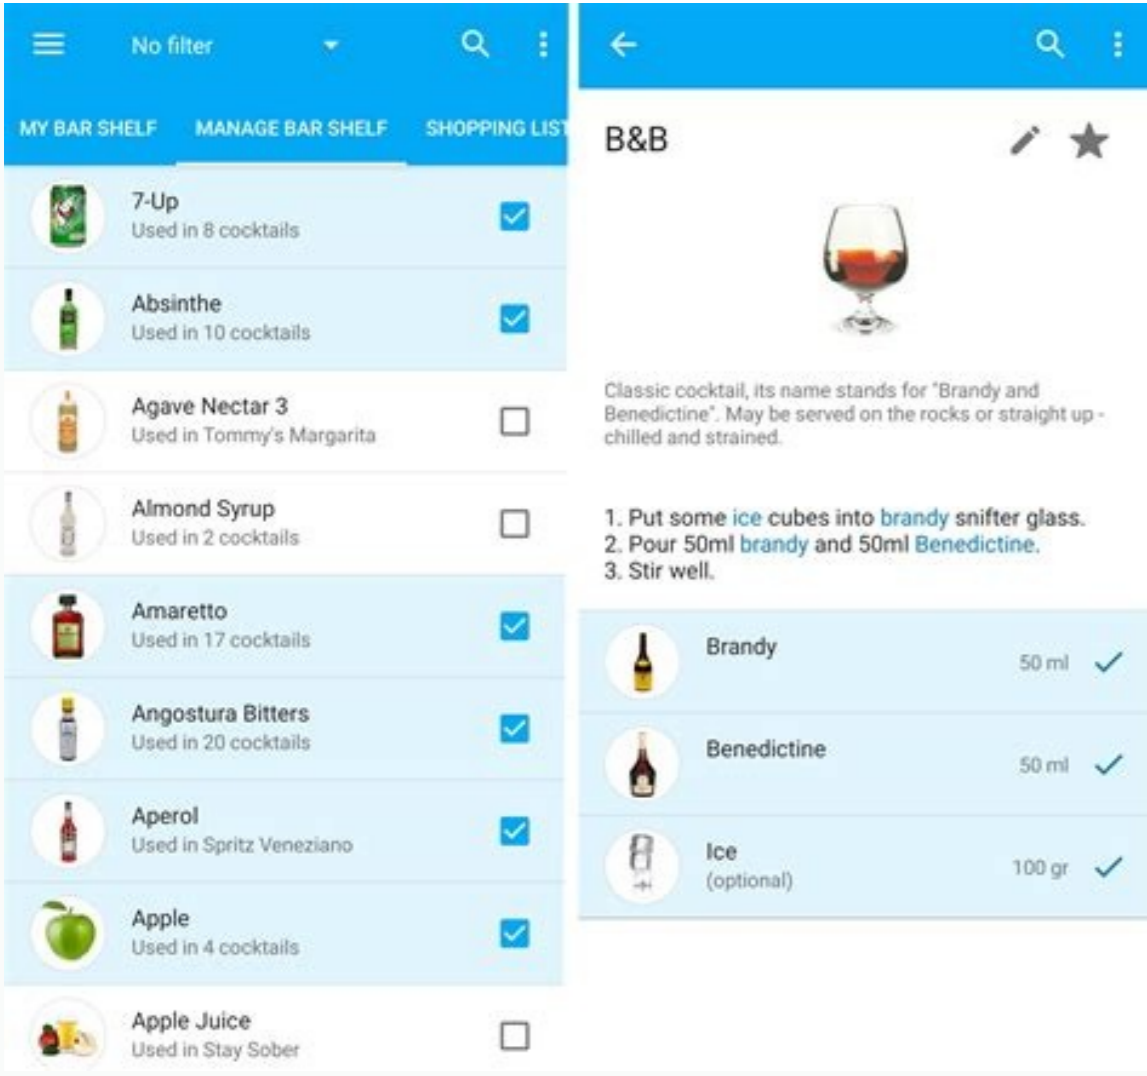 No filter
MY BAR SHELF MANAGE BAR SHELF SHOPPING LIST
7-Up
Used in 8 cocktails
Absinthe
Used in 10 cocktails
Agave Nectar 3
Used in Tommy's Margarita
Almond Syrup
Used in 2 cocktails
Amaretto
Used in 17 cocktails
Angostura Bitters
Used in 20 cocktails
Aperol
Used in Spritz Veneziano
Apple
Used in 4 cocktails
Apple Juice
Used in Stay Sober
B&B
Classic cocktail, its name stands for "Brandy and
Benedictine". May be served on the rocks or straight up -
chilled and strained.
1. Put some ice cubes into brandy snifter glass.
2. Pour 50ml brandy and 50ml Benedictine.
3. Stir well.
Brandy
50 ml
Benedictine
50 ml
Ice
(optional)
100 gr